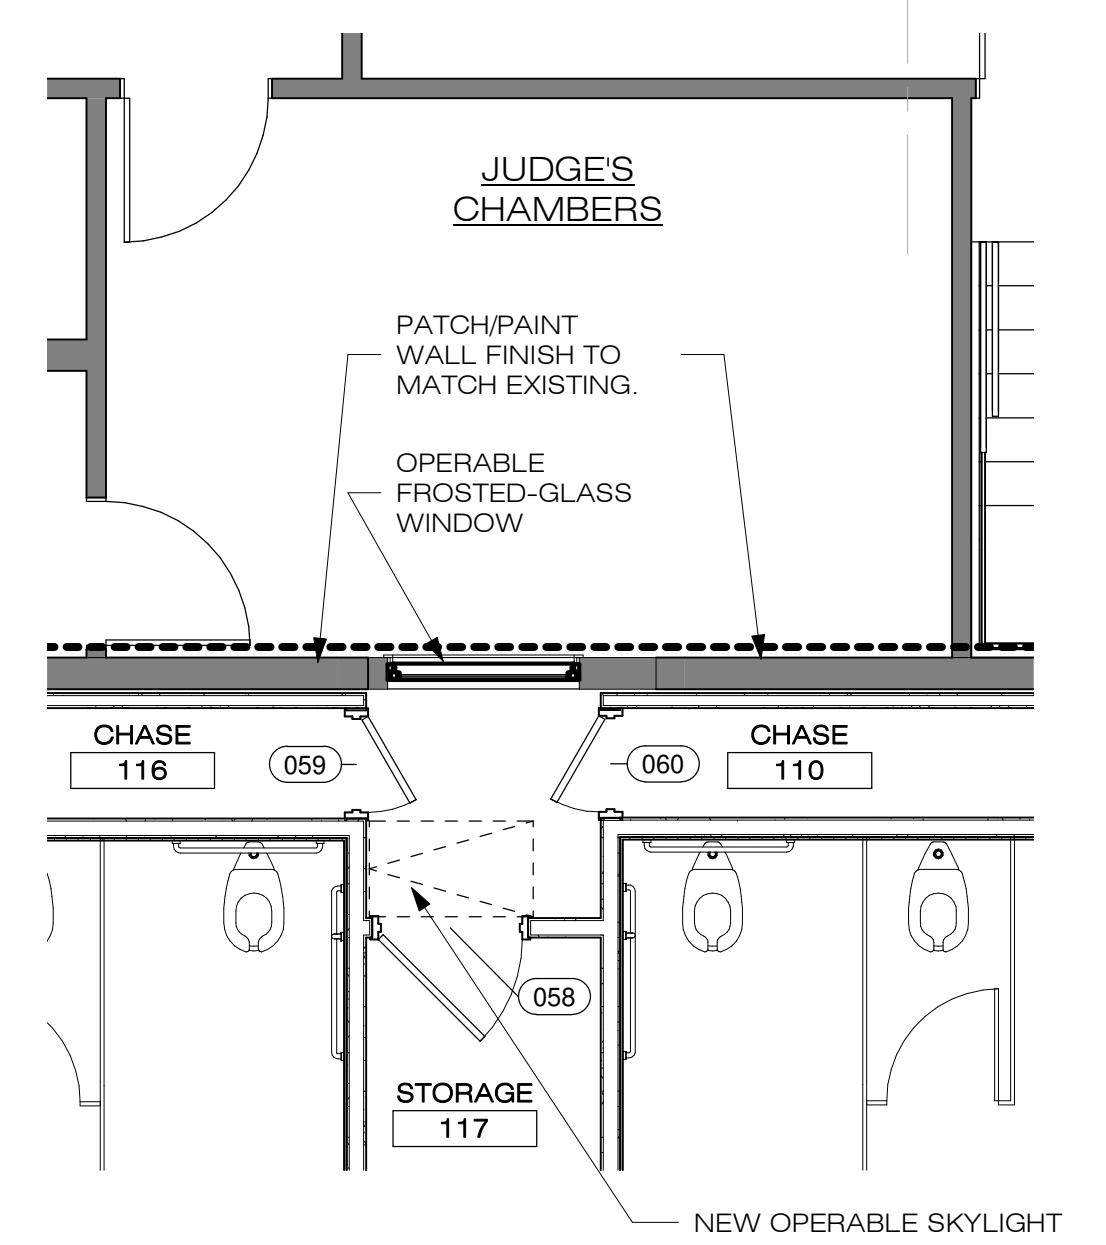 JUDGE'S
CHAMBERS
PATCH/PAINT
WALL FINISH TO
MATCH EXISTING.
OPERABLE
FROSTED-GLASS
WINDOW
CHASE
116
059
060
CHASE
110
058
STORAGE
117
NEW OPERABLE SKYLIGHT